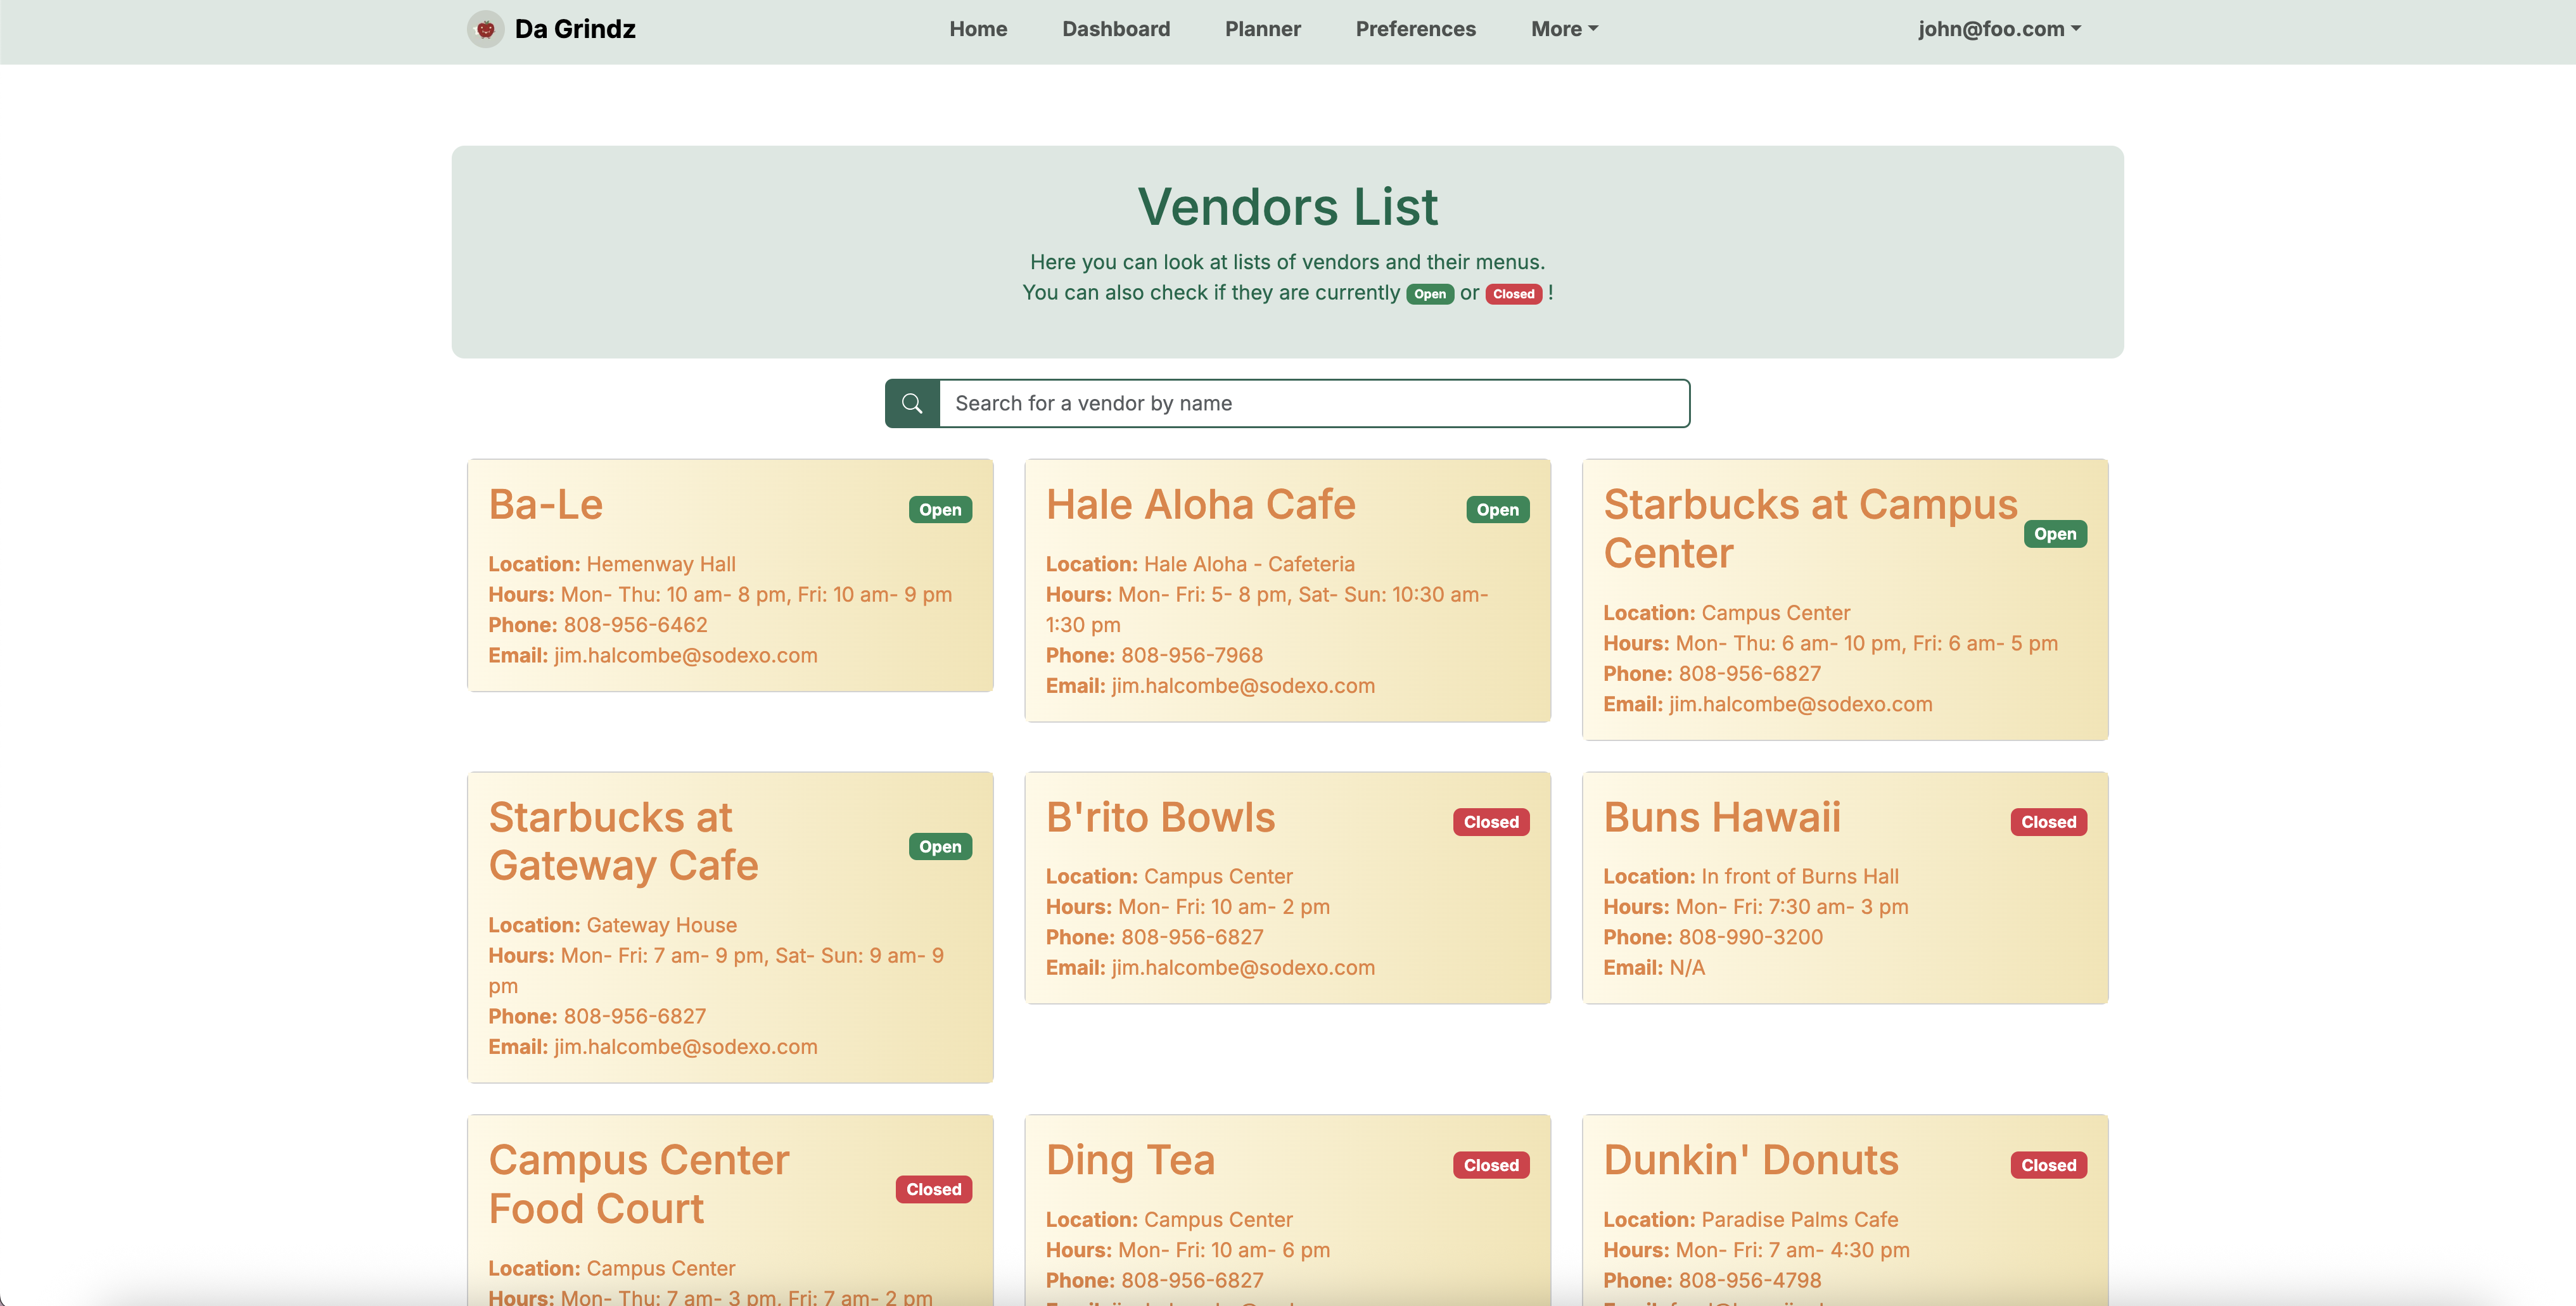 Da Grindz
Home Dashboard Planner Preferences More
john@foo.com
Vendors List
Here you can look at lists of vendors and their menus.
You can also check if they are currently Open or Closed !
Search for a vendor by name
Ba-Le
Open
Location: Hemenway Hall
Hours: Mon- Thu: 10 am- 8 pm, Fri: 10 am- 9 pm
Phone: 808-956-6462
Email: jim.halcombe@sodexo.com
Hale Aloha Cafe
Open
Location: Hale Aloha - Cafeteria
Hours: Mon- Fri: 5- 8 pm, Sat- Sun: 10:30 am-
1:30 pm
Phone: 808-956-7968
Email: jim.halcombe@sodexo.com
Starbucks at Campus
Center
Open
Location: Campus Center
Hours: Mon- Thu: 6 am- 10 pm, Fri: 6 am- 5 pm
Phone: 808-956-6827
Email: jim.halcombe@sodexo.com
Starbucks at
Gateway Cafe
Open
Location: Gateway House
Hours: Mon- Fri: 7 am- 9 pm, Sat- Sun: 9 am- 9
pm
Phone: 808-956-6827
Email: jim.halcombe@sodexo.com
B'rito Bowls
Closed
Location: Campus Center
Hours: Mon- Fri: 10 am- 2 pm
Phone: 808-956-6827
Email: jim.halcombe@sodexo.com
Buns Hawaii
Closed
Location: In front of Burns Hall
Hours: Mon- Fri: 7:30 am- 3 pm
Phone: 808-990-3200
Email: N/A
Campus Center
Food Court
Closed
Location: Campus Center
Hours: Mon- Thu: 7 am- 3 pm, Fri: 7 am- 2 pm
Ding Tea
Closed
Location: Campus Center
Hours: Mon- Fri: 10 am- 6 pm
Phone: 808-956-6827
Dunkin' Donuts
Closed
Location: Paradise Palms Cafe
Hours: Mon- Fri: 7 am- 4:30 pm
Phone: 808-956-4798